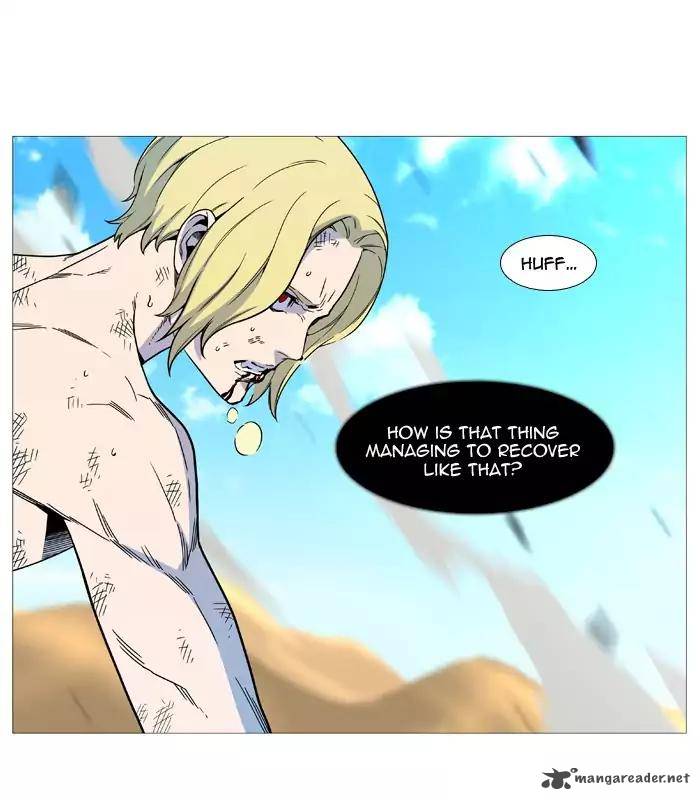 HUFF...
HOW IS THAT THING
MANAGING TO RECOVER
LIKE THAT?
mangareader.net